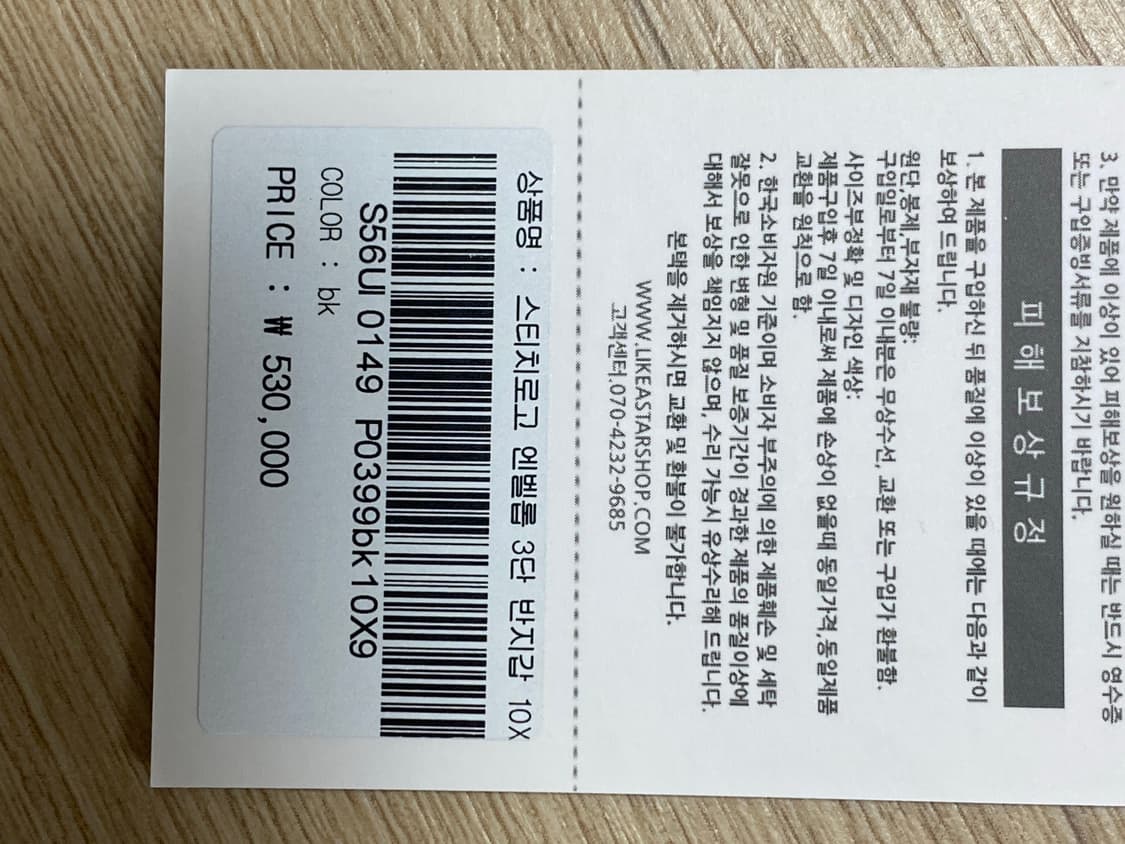 3. 만약 제품에 이상이 있어 피해보상을 원하실 때는 반드시 영수증
또는 구입증빙서류를 지참하시기 바랍니다.
피해보상규정
1. 본 제품을 구입하신 뒤 품질에 이상이 있을 때에는 다음과 같이
보상하여 드립니다.
원단,봉제,부자재 불량:
구입일로부터 7일 이내분은 무상수선, 교환 또는 구입가 환불함.
사이즈부정확 및 디자인 색상:
제품구입후 7일 이내로써 제품에 손상이 없을때 동일가격,동일제품
교환을 원칙으로 함.
2. 한국소비자원 기준이며 소비자 부주의에 의한 제품훼손 및 세탁
잘못으로 인한 변형 및 품질 보증기간이 경과한 제품의 품질이상에
대해서 보상을 책임지지 않으며, 수리 가능시 유상수리해 드립니다.
본택을 제거하시면 교환 및 환불이 불가합니다.
WWW.LIKEASTARSHOP.COM
고객센터.070-4232-9685
상품명 : 스티치로고 엔벨롭 3단 반지갑 10X
S56UI0149 P0399bk10X9
COLOR : bk
PRICE : ₩ 530,000